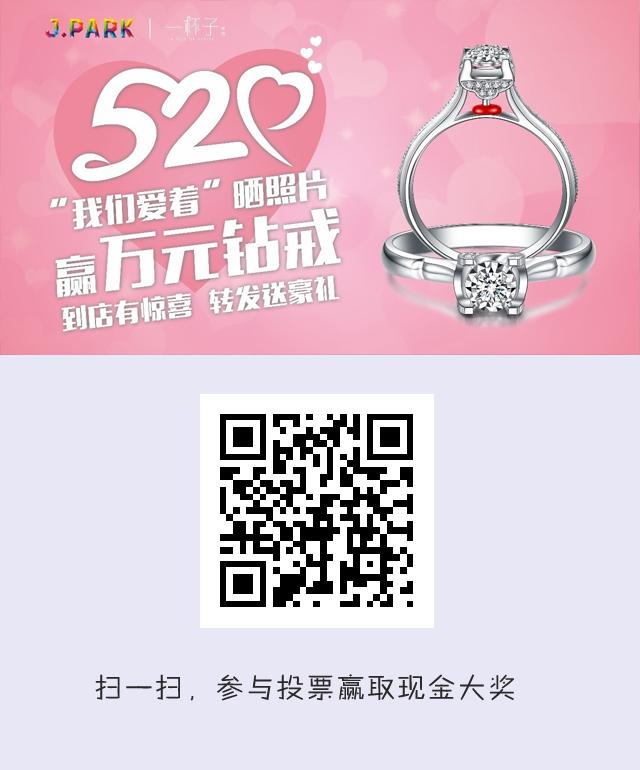 J.PARK | 一杯子
520
“我们爱着”晒照片
赢万元钻戒
到店有惊喜 转发送豪礼
扫一扫，参与投票赢取现金大奖